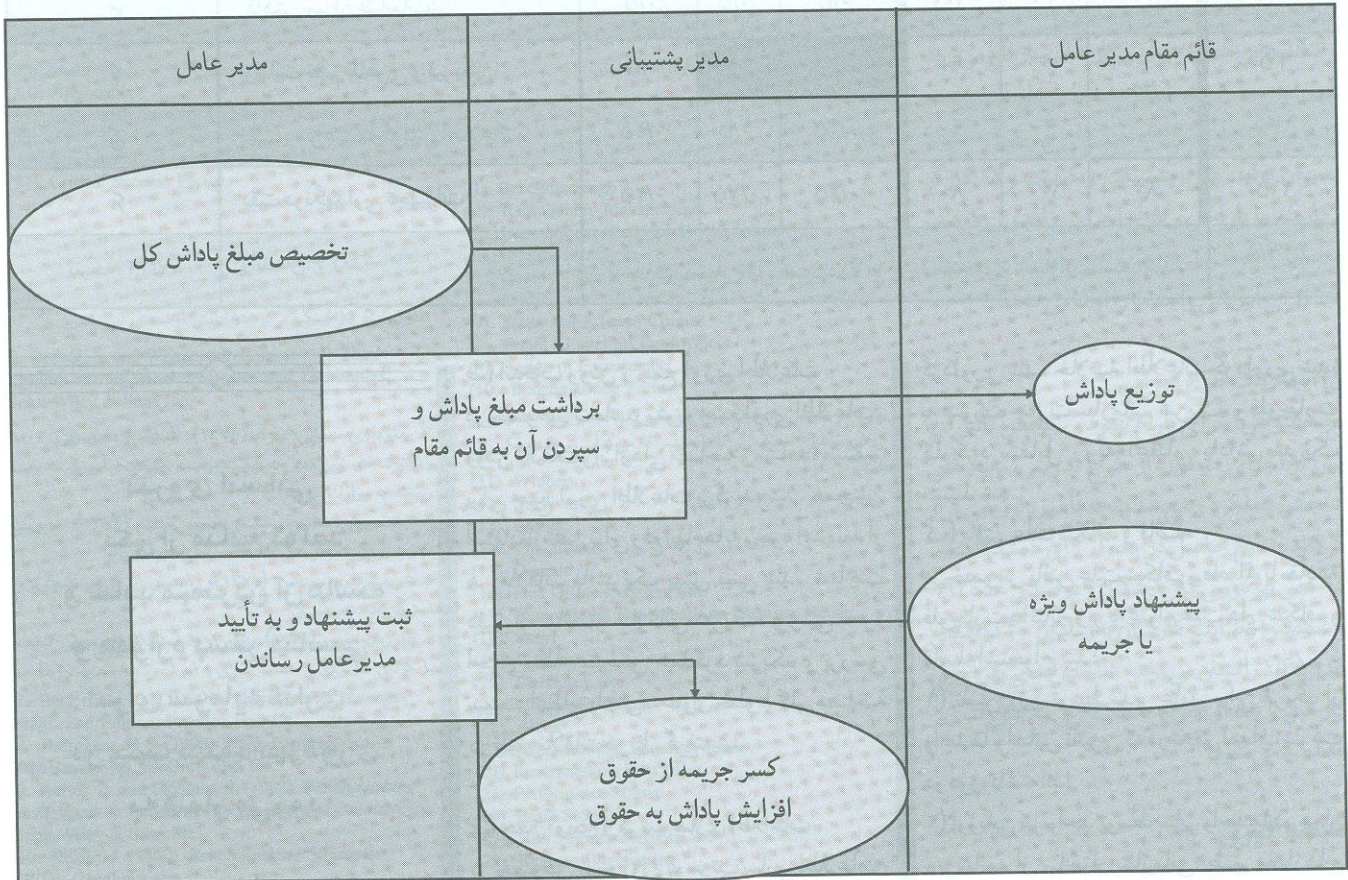 قائم مقام مدیر عامل
مدیر پشتیبانی
مدیر عامل
تخصیص مبلغ پاداش کل
برداشت مبلغ پاداش و
سپردن آن به قائم مقام
توزیع پاداش
پیشنهاد پاداش ویژه
یا جریمه
ثبت پیشنهاد و به تأیید
مدیرعامل رساندن
کسر جریمه از حقوق
افزایش پاداش به حقوق